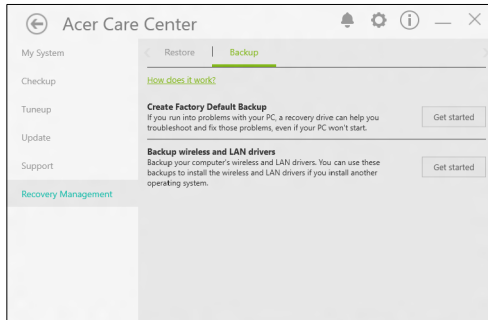 Acer Care Center
My System
Restore
Backup
Checkup
How does it work?
Tuneup
Create Factory Default Backup
If you run into problems with your PC, a recovery drive can help you
troubleshoot and fix those problems, even if your PC won't start.
Get started
Update
Backup wireless and LAN drivers
Backup your computer's wireless and LAN drivers. You can use these
backups to install the wireless and LAN drivers if you install another
operating system.
Get started
Support
Recovery Management